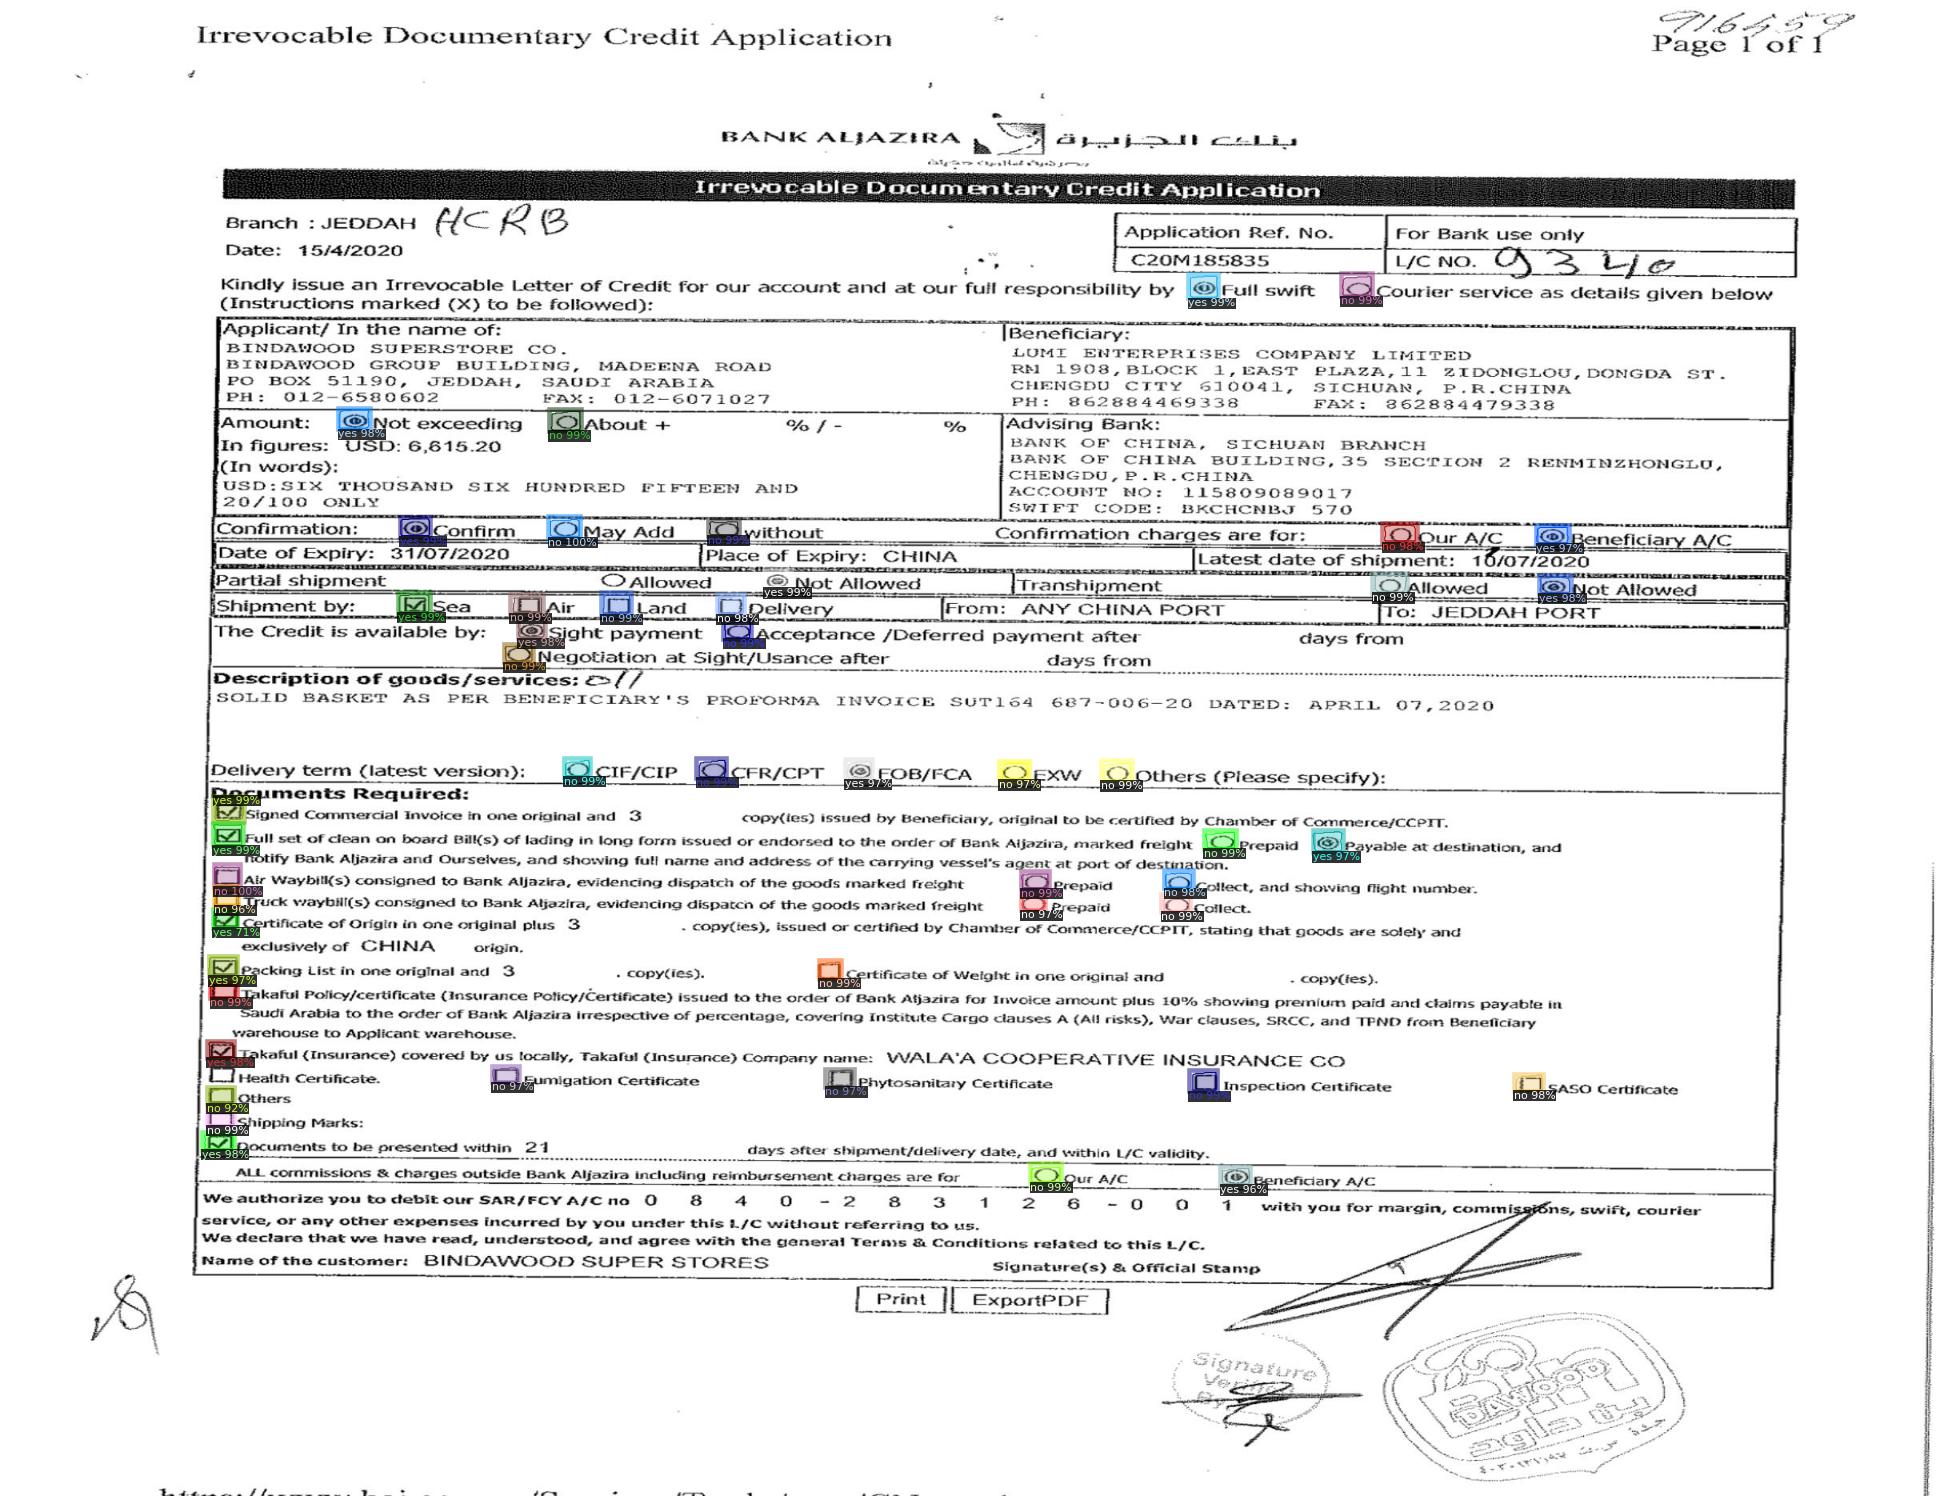 Irrevocable Documentary Credit Application
916459
Page 1 of 1
BANK ALJAZIRA بنك الجزيرة
Irrevocable Documentary Credit Application
Branch : JEDDAH HCRB
Date: 15/4/2020
Application Ref. No. For Bank use only
C20M185835 L/C NO. 9340
Kindly issue an Irrevocable Letter of Credit for our account and at our full responsibility by Full swift Courier service as details given below
yes 99% no 99%
(Instructions marked (X) to be followed):
Applicant/ In the name of:
BINDAWOOD SUPERSTORE CO.
BINDAWOOD GROUP BUILDING, MADEENA ROAD
PO BOX 51190, JEDDAH, SAUDI ARABIA
PH: 012-6580602 FAX: 012-6071027
Beneficiary:
LUMI ENTERPRISES COMPANY LIMITED
RM 1908,BLOCK 1,EAST PLAZA,11 ZIDONGLOU,DONGDA ST.
CHENGDU CITY 610041, SICHUAN, P.R.CHINA
PH: 862884469338 FAX: 862884479338
Amount: Not exceeding About + % / - %
yes 98% no 99%
In figures: USD: 6,615.20
(In words):
USD:SIX THOUSAND SIX HUNDRED FIFTEEN AND
20/100 ONLY
Advising Bank:
BANK OF CHINA, SICHUAN BRANCH
BANK OF CHINA BUILDING,35 SECTION 2 RENMINZHONGLU,
CHENGDU,P.R.CHINA
ACCOUNT NO: 115809089017
SWIFT CODE: BKCHCNBJ 570
Confirmation: Confirm May Add without Confirmation charges are for: Our A/C Beneficiary A/C
yes 99% no 100% no 99% no 98% yes 97%
Date of Expiry: 31/07/2020 Place of Expiry: CHINA Latest date of shipment: 10/07/2020
Partial shipment Allowed Not Allowed Transhipment Allowed Not Allowed
yes 99% no 99% yes 98%
Shipment by: Sea Air Land Delivery From: ANY CHINA PORT To: JEDDAH PORT
yes 99% no 99% no 99% no 98%
The Credit is available by: Sight payment Acceptance /Deferred payment after days from
yes 98% no 99%
Negotiation at Sight/Usance after days from
no 99%
Description of goods/services:
SOLID BASKET AS PER BENEFICIARY'S PROFORMA INVOICE SUT164 687-006-20 DATED: APRIL 07,2020
Delivery term (latest version): CIF/CIP CFR/CPT FOB/FCA EXW Others (Please specify):
no 99% no 99% yes 97% no 97% no 99%
Documents Required:
yes 99%
Signed Commercial Invoice in one original and 3 copy(ies) issued by Beneficiary, original to be certified by Chamber of Commerce/CCPIT.
Full set of clean on board Bill(s) of lading in long form issued or endorsed to the order of Bank Aljazira, marked freight Prepaid Payable at destination, and
yes 99% no 99% yes 97%
notify Bank Aljazira and Ourselves, and showing full name and address of the carrying vessel's agent at port of destination.
Air Waybill(s) consigned to Bank Aljazira, evidencing dispatch of the goods marked freight Prepaid Collect, and showing flight number.
no 100% no 99% no 98%
Truck waybill(s) consigned to Bank Aljazira, evidencing dispatch of the goods marked freight Prepaid Collect.
no 96% no 97% no 99%
Certificate of Origin in one original plus 3 . copy(ies), issued or certified by Chamber of Commerce/CCPIT, stating that goods are solely and
yes 71%
exclusively of CHINA origin.
Packing List in one original and 3 . copy(ies). Certificate of Weight in one original and . copy(ies).
yes 97% no 99%
Takaful Policy/certificate (Insurance Policy/Certificate) issued to the order of Bank Aljazira for Invoice amount plus 10% showing premium paid and claims payable in
no 99%
Saudi Arabia to the order of Bank Aljazira irrespective of percentage, covering Institute Cargo clauses A (All risks), War clauses, SRCC, and TPND from Beneficiary
warehouse to Applicant warehouse.
Takaful (Insurance) covered by us locally, Takaful (Insurance) Company name: WALA'A COOPERATIVE INSURANCE CO
yes 98%
Health Certificate. Fumigation Certificate Phytosanitary Certificate Inspection Certificate SASO Certificate
no 97% no 97% no 99% no 98%
Others
no 92%
Shipping Marks:
no 99%
Documents to be presented within 21 days after shipment/delivery date, and within L/C validity.
yes 98%
ALL commissions & charges outside Bank Aljazira including reimbursement charges are for Our A/C Beneficiary A/C
no 99% yes 96%
We authorize you to debit our SAR/FCY A/C no 0 8 4 0 - 2 8 3 1 2 6 - 0 0 1 with you for margin, commissions, swift, courier
service, or any other expenses incurred by you under this L/C without referring to us.
We declare that we have read, understood, and agree with the general Terms & Conditions related to this L/C.
Name of the customer: BINDAWOOD SUPER STORES Signature(s) & Official Stamp
Print ExportPDF
Signature
Verified
By
DAWOOD
بن داود